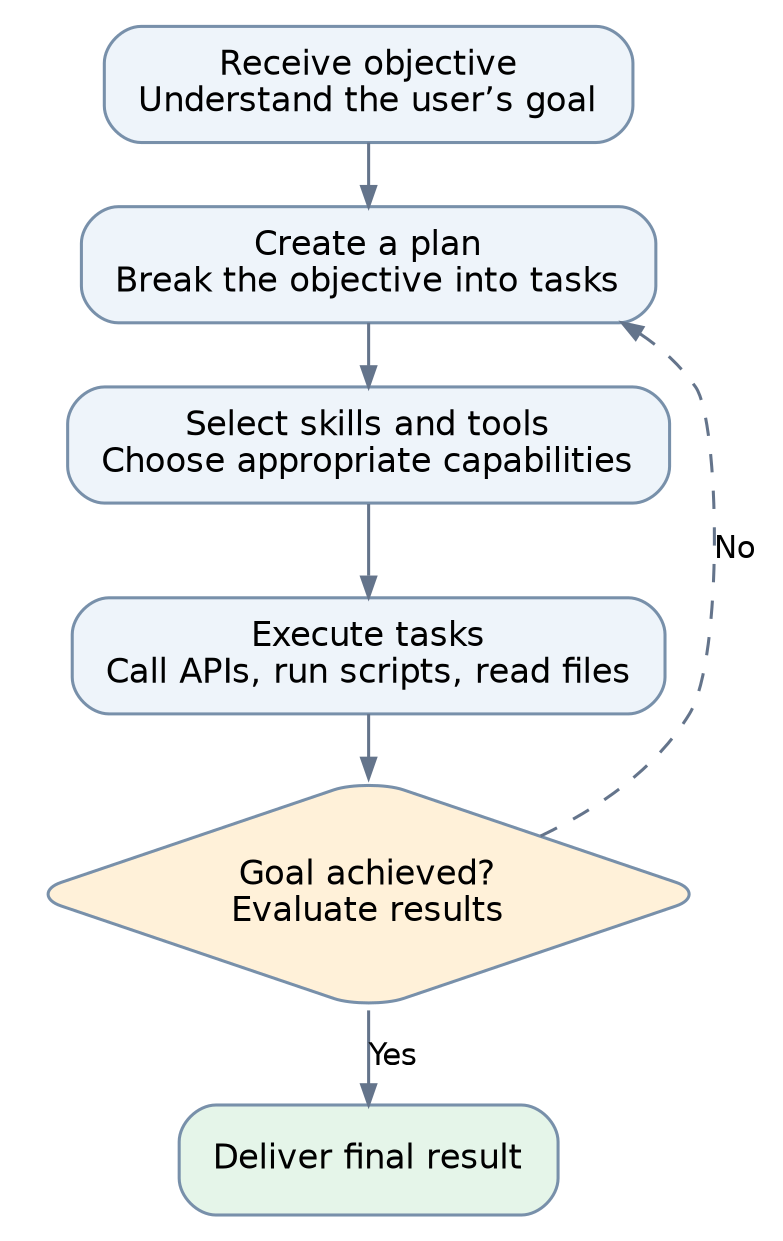 Receive objective
Understand the user’s goal
Create a plan
Break the objective into tasks
Select skills and tools
Choose appropriate capabilities
No
Execute tasks
Call APIs, run scripts, read files
Goal achieved?
Evaluate results
Yes
Deliver final result